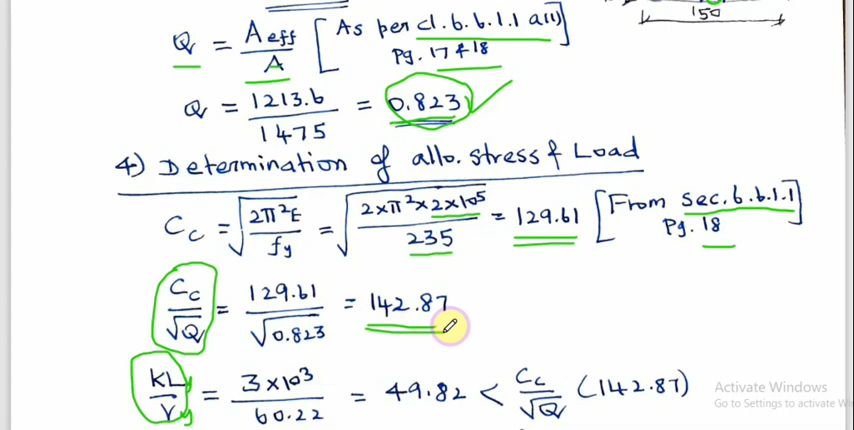 150
Q = Aeff / A [As per cl. 6.6.1.1 a(i)]
Pg. 17 & 18
Q = 1213.6 / 1475 = 0.823 ✓
4) Determination of allo. stress & Load
Cc = √(2π²E / fy) = √(2×π²×2×10⁵ / 235) = 129.61 [From sec. 6.6.1.1]
Pg. 18
Cc / √Q = 129.61 / √0.823 = 142.87
KLy / ry = 3×10³ / 60.22 = 49.82 < Cc / √Q (142.87)
Activate Windows
Go to Settings to activate Wi